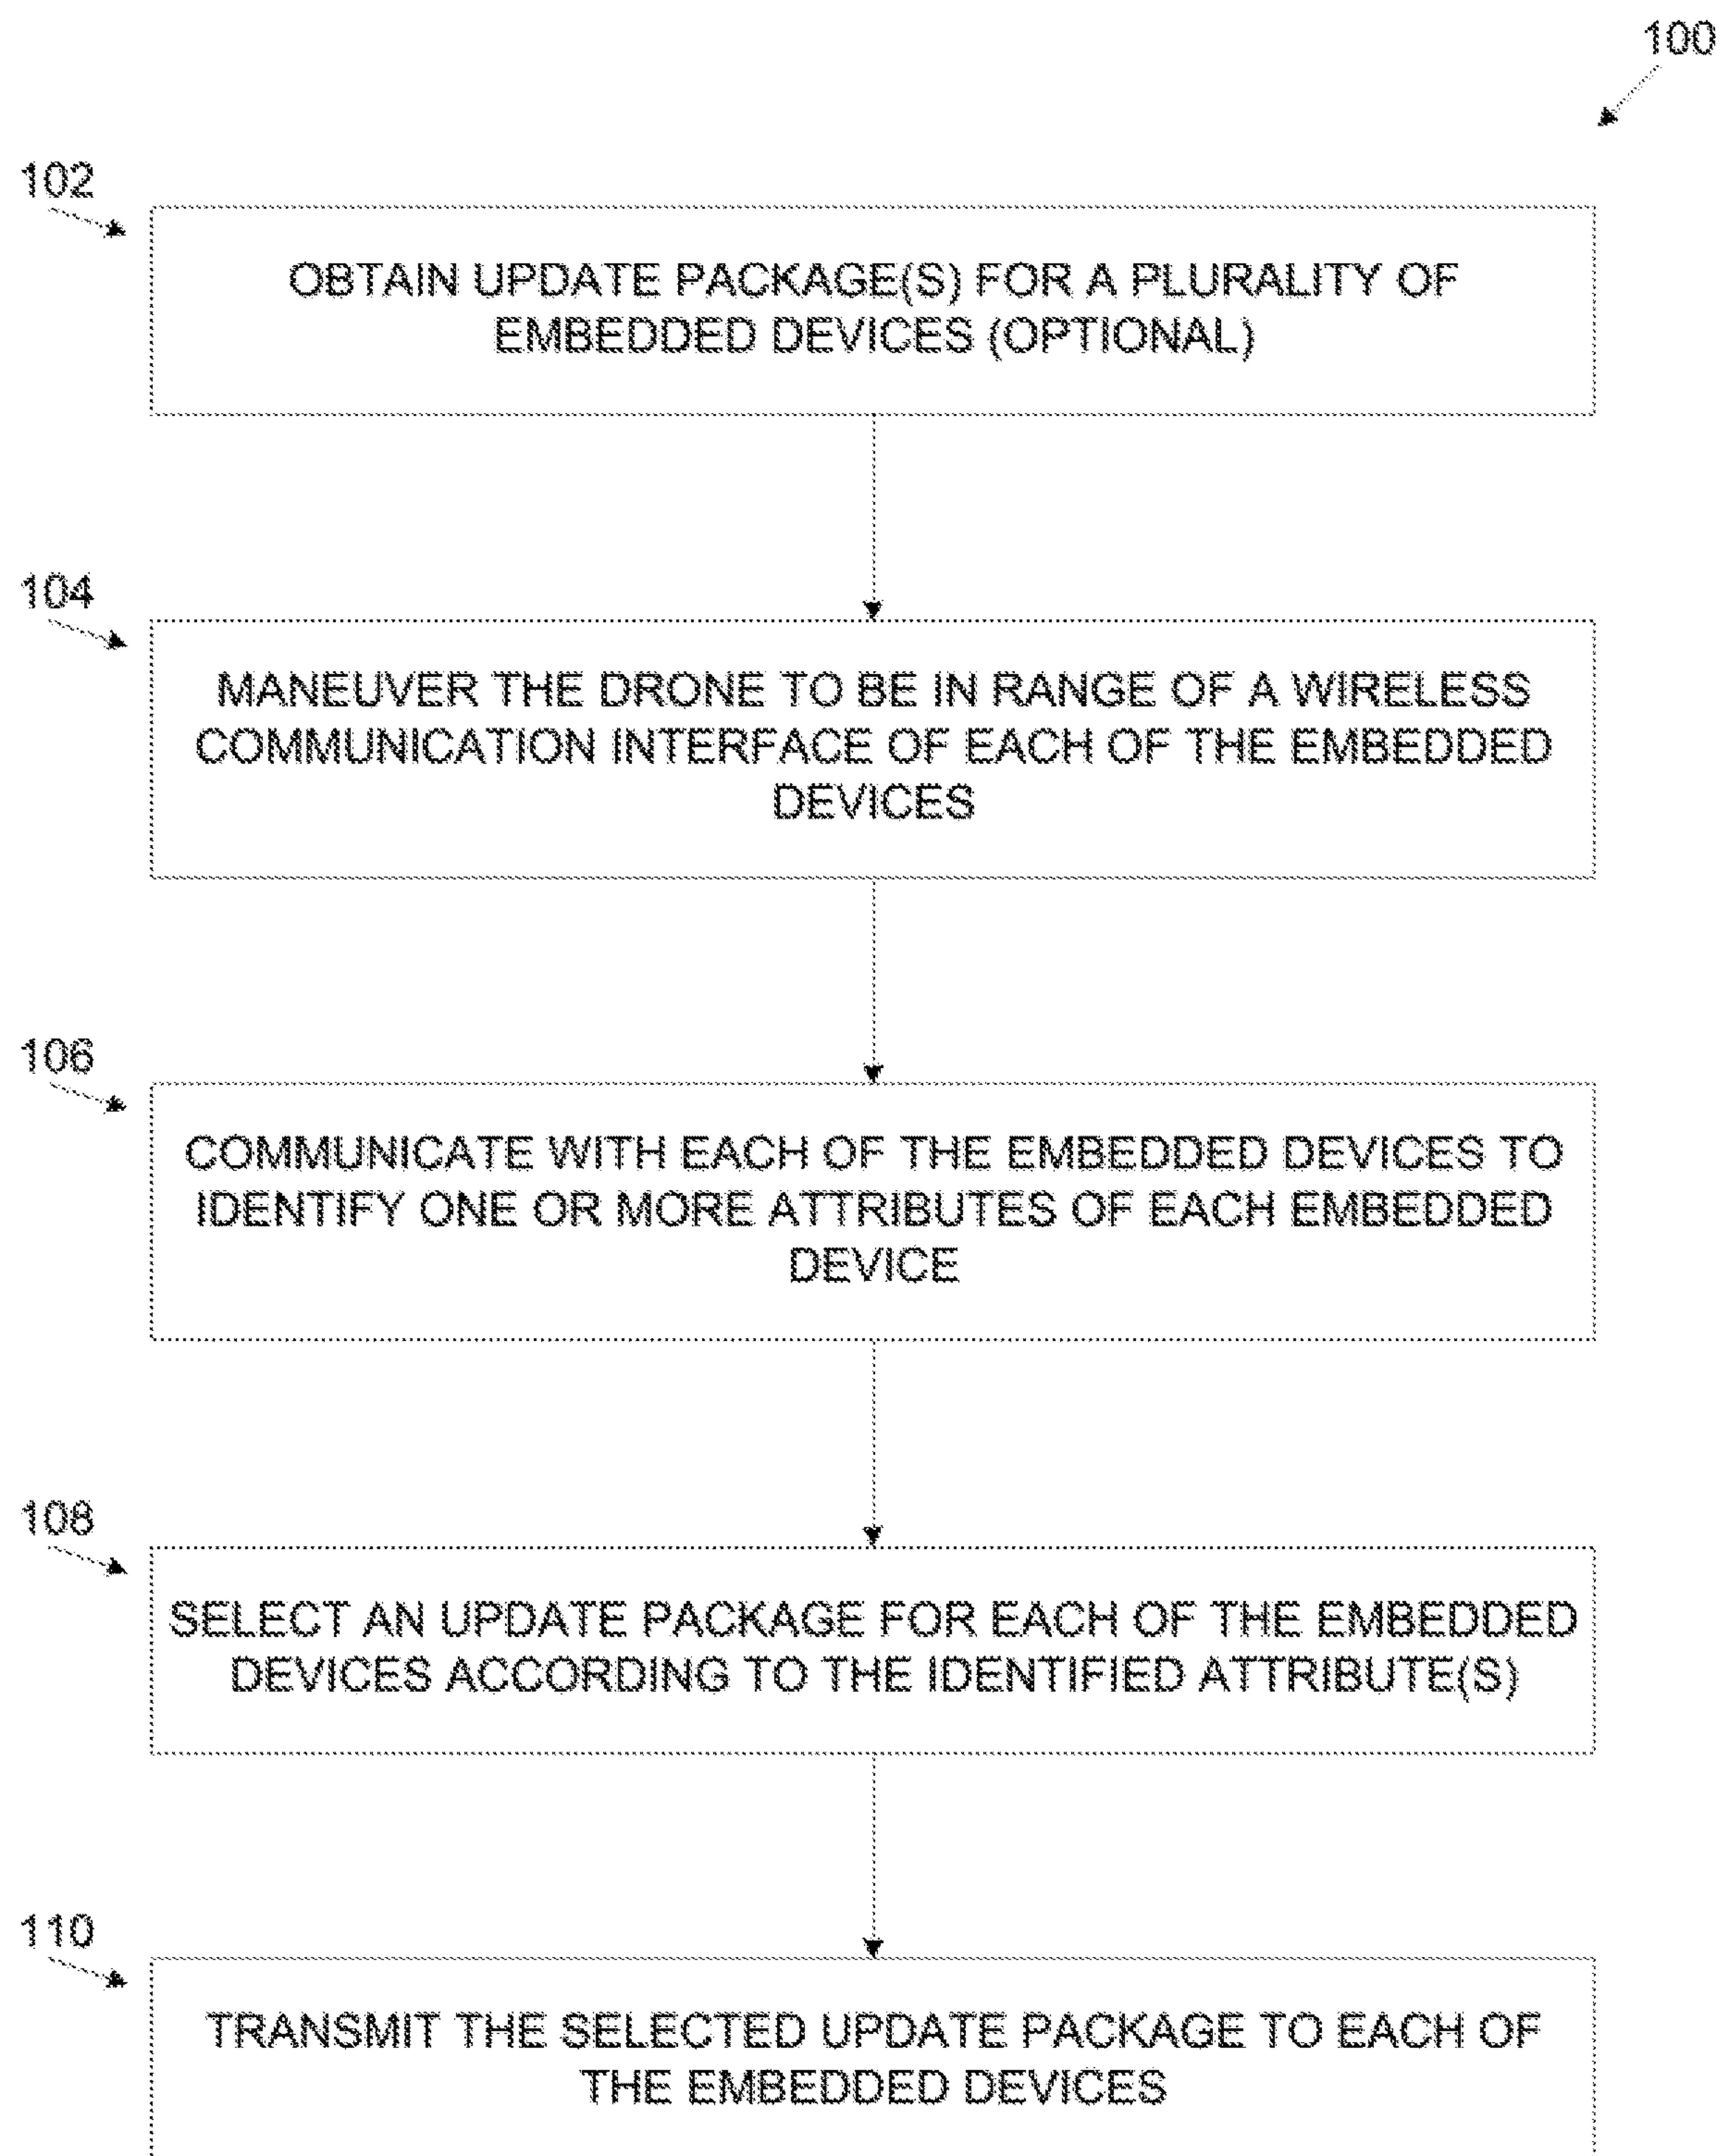 100
102
OBTAIN UPDATE PACKAGE(S) FOR A PLURALITY OF
EMBEDDED DEVICES (OPTIONAL)
104
MANEUVER THE DRONE TO BE IN RANGE OF A WIRELESS
COMMUNICATION INTERFACE OF EACH OF THE EMBEDDED
DEVICES
106
COMMUNICATE WITH EACH OF THE EMBEDDED DEVICES TO
IDENTIFY ONE OR MORE ATTRIBUTES OF EACH EMBEDDED
DEVICE
108
SELECT AN UPDATE PACKAGE FOR EACH OF THE EMBEDDED
DEVICES ACCORDING TO THE IDENTIFIED ATTRIBUTE(S)
110
TRANSMIT THE SELECTED UPDATE PACKAGE TO EACH OF
THE EMBEDDED DEVICES